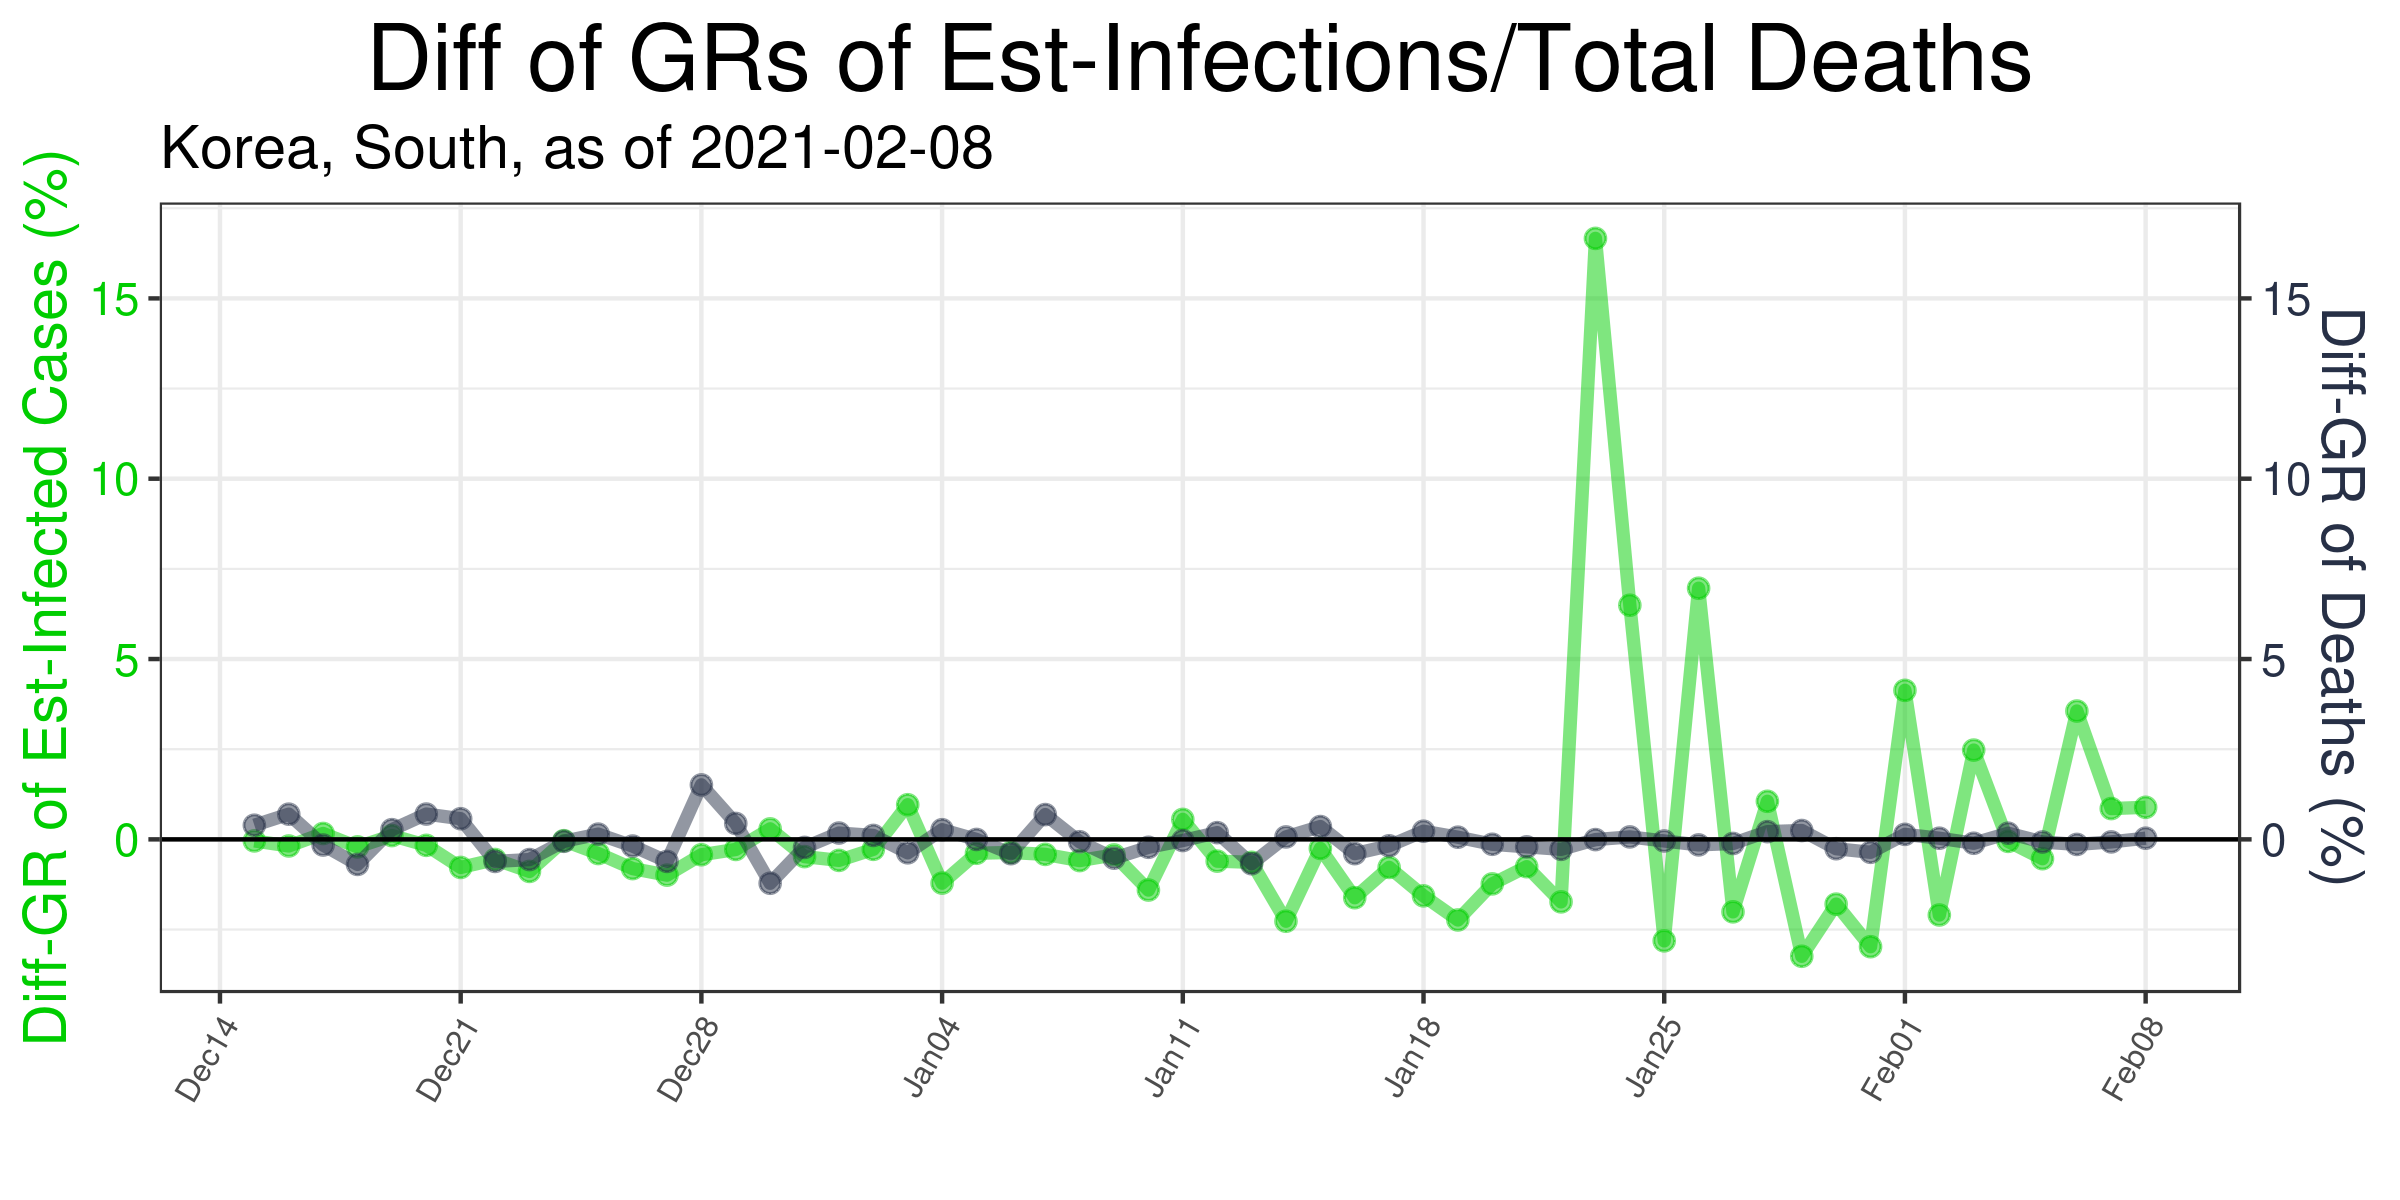 Diff of GRs of Est-Infections/Total Deaths
Korea, South, as of 2021-02-08
Diff-GR of Est-Infected Cases (%)
15
10
5
0
15
10
5
0
Diff-GR of Deaths (%)
Dec14
Dec21
Dec28
Jan04
Jan11
Jan18
Jan25
Feb01
Feb08